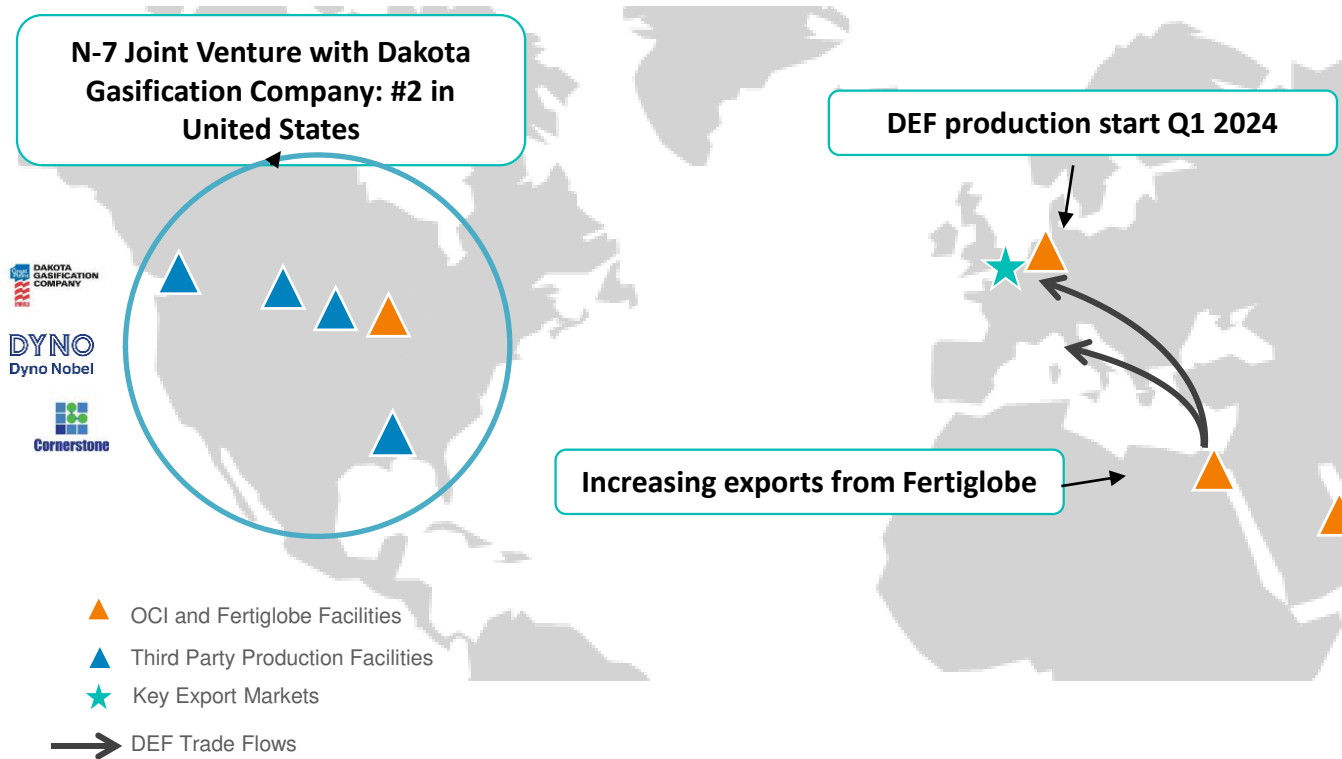 N-7 Joint Venture with Dakota
Gasification Company: #2 in
United States
DEF production start Q1 2024
DAKOTA
GASIFICATION
COMPANY
DYNO
Dyno Nobel
Cornerstone
Increasing exports from Fertiglobe
OCI and Fertiglobe Facilities
Third Party Production Facilities
Key Export Markets
DEF Trade Flows